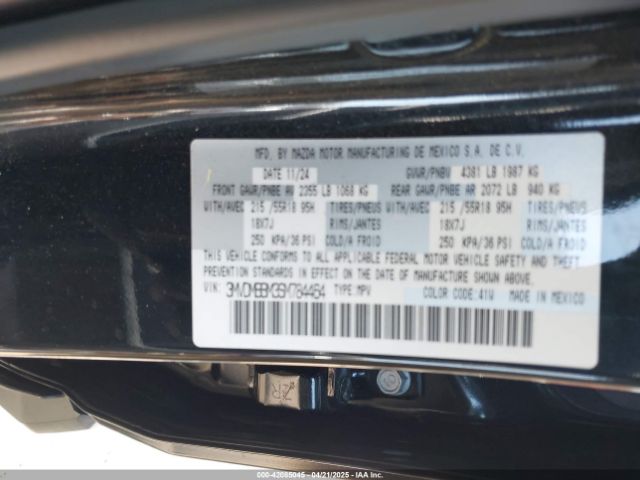 MFD. BY MAZDA MOTOR MANUFACTURING DE MEXICO S.A. DE C.V.
DATE 11/24 GVWR/PNBV 4381 LB 1987 KG
FRONT GAWR/PNBE AV 2355 LB 1068 KG REAR GAWR/PNBE AR 2072 LB 940 KG
WITH/AVEC 215 /55R18 95H TIRES/PNEUS WITH/AVEC 215 /55R18 95H TIRES/PNEUS
18X7J RIMS/JANTES 18X7J RIMS/JANTES
250 KPA/36 PSI COLD/A FROID 250 KPA/36 PSI COLD/A FROID
THIS VEHICLE CONFORMS TO ALL APPLICABLE FEDERAL MOTOR VEHICLE SAFETY, BUMPER, AND THEFT
PREVENTION STANDARDS IN EFFECT ON THE DATE OF MANUFACTURE SHOWN ABOVE.
VIN: TYPE:MPV COLOR CODE:41W MADE IN MEXICO
000-42085045 - 04/21/2025 - Copyright IAA, LLC